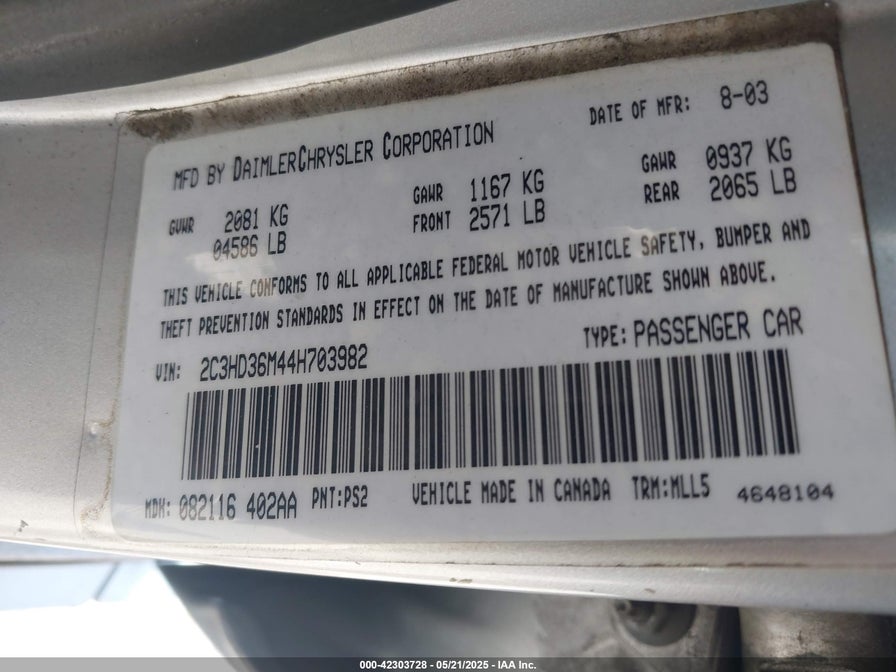 MFD BY DAIMLERCHRYSLER CORPORATION DATE OF MFR: 8-03
GVWR 2081 KG GAWR 1167 KG GAWR 0937 KG
04586 LB FRONT 2571 LB REAR 2065 LB
THIS VEHICLE CONFORMS TO ALL APPLICABLE FEDERAL MOTOR VEHICLE SAFETY, BUMPER AND
THEFT PREVENTION STANDARDS IN EFFECT ON THE DATE OF MANUFACTURE SHOWN ABOVE.
VIN: 2C3HD36M44H703982 TYPE: PASSENGER CAR
MDH: 082116 402AA PNT:PS2 VEHICLE MADE IN CANADA TRM:MLL5 4648104
000-42303728 - 05/21/2025 - IAA Inc.